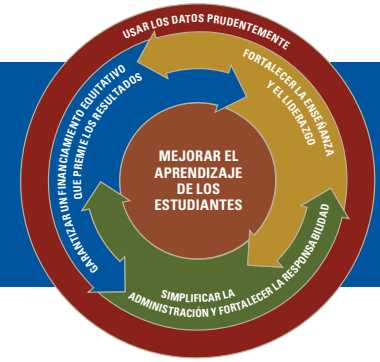 USAR LOS DATOS PRUDENTEMENTE
FORTALECER LA ENSEÑANZA
Y EL LIDERAZGO
GARANTIZAR UN FINANCIAMIENTO EQUITATIVO
QUE PREMIE LOS RESULTADOS
MEJORAR EL
APRENDIZAJE
DE LOS
ESTUDIANTES
SIMPLIFICAR LA
ADMINISTRACIÓN Y FORTALECER LA RESPONSABILIDAD